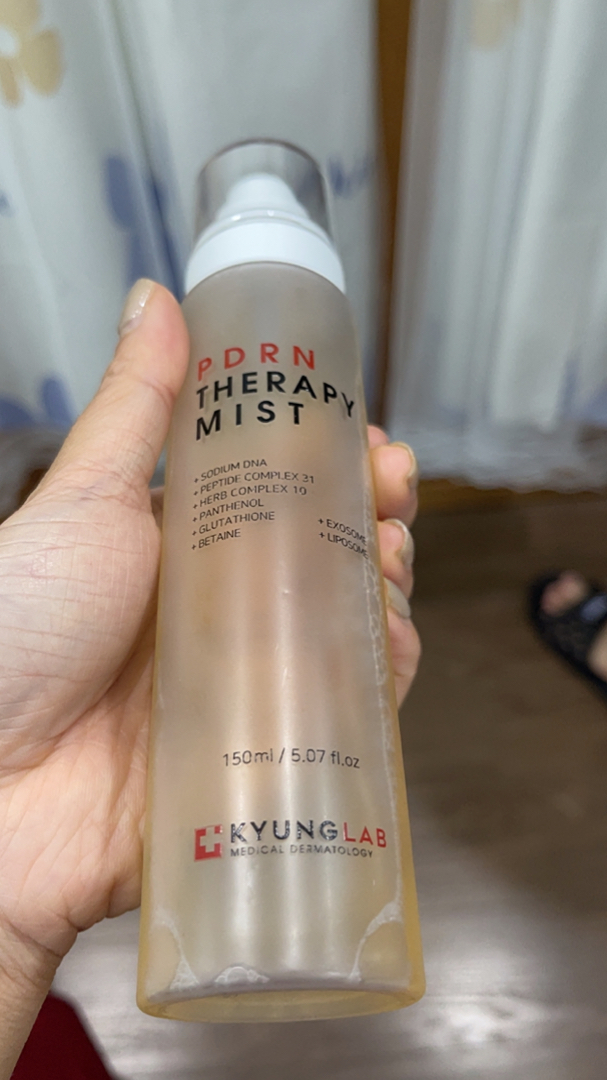 PDRN
THERAPY
MIST
+ SODIUM DNA
+ PEPTIDE COMPLEX 31
+ HERB COMPLEX 10
+ PANTHENOL
+ GLUTATHIONE
+ BETAINE
+ EXOSOME
+ LIPOSOME
150ml / 5.07 fl.oz
KYUNGLAB
MEDICAL DERMATOLOGY